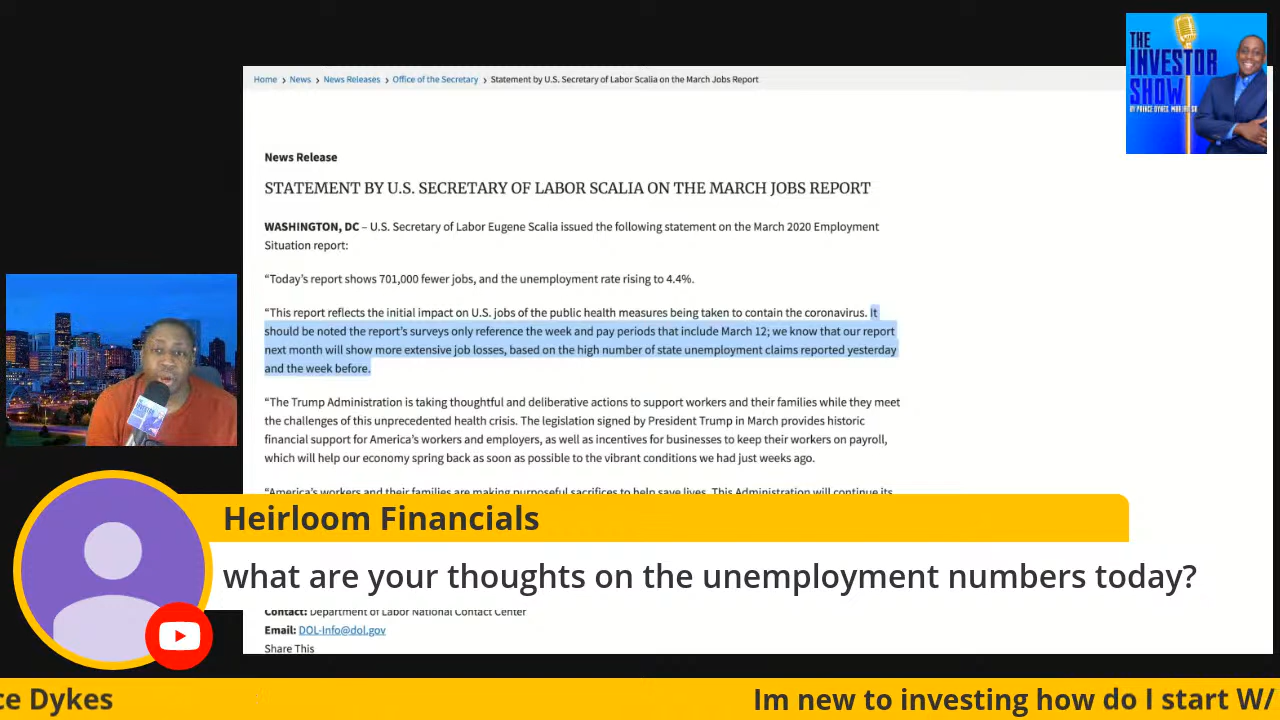 THE
INVESTOR
SHOW
Home > News > News Releases > Office of the Secretary > Statement by U.S. Secretary of Labor Scalia on the March Jobs Report
News Release
STATEMENT BY U.S. SECRETARY OF LABOR SCALIA ON THE MARCH JOBS REPORT
WASHINGTON, DC – U.S. Secretary of Labor Eugene Scalia issued the following statement on the March 2020 Employment
Situation report:
“Today’s report shows 701,000 fewer jobs, and the unemployment rate rising to 4.4%.
“This report reflects the initial impact on U.S. jobs of the public health measures being taken to contain the coronavirus. It
should be noted the report’s surveys only reference the week and pay periods that include March 12; we know that our report
next month will show more extensive job losses, based on the high number of state unemployment claims reported yesterday
and the week before.
“The Trump Administration is taking thoughtful and deliberative actions to support workers and their families while they meet
the challenges of this unprecedented health crisis. The legislation signed by President Trump in March provides historic
financial support for America’s workers and employers, as well as incentives for businesses to keep their workers on payroll,
which will help our economy spring back as soon as possible to the vibrant conditions we had just weeks ago.
“America’s workers and their families are making purposeful sacrifices to help save lives. This Administration will continue its
Heirloom Financials
what are your thoughts on the unemployment numbers today?
Contact: Department of Labor National Contact Center
Email: DOL-Info@dol.gov
Share This
ce Dykes
Im new to investing how do I start W/